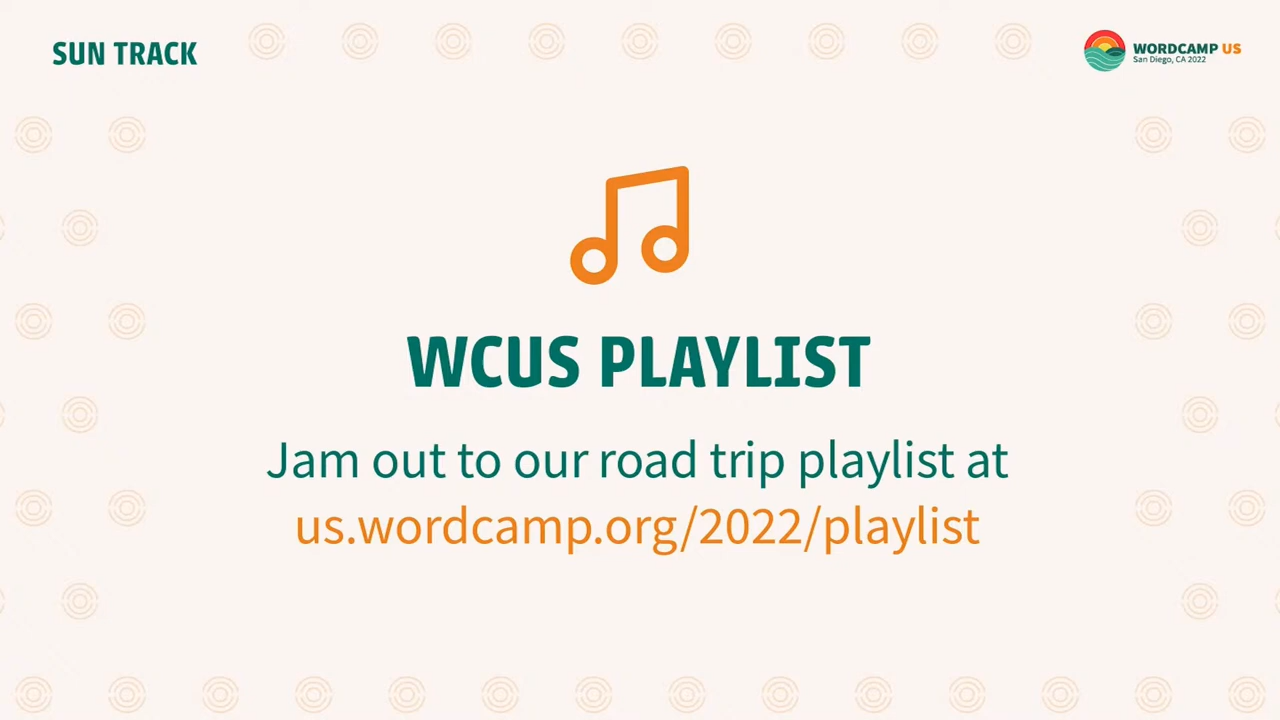 SUN TRACK
WORDCAMP US
San Diego, CA 2022
WCUS PLAYLIST
Jam out to our road trip playlist at
us.wordcamp.org/2022/playlist